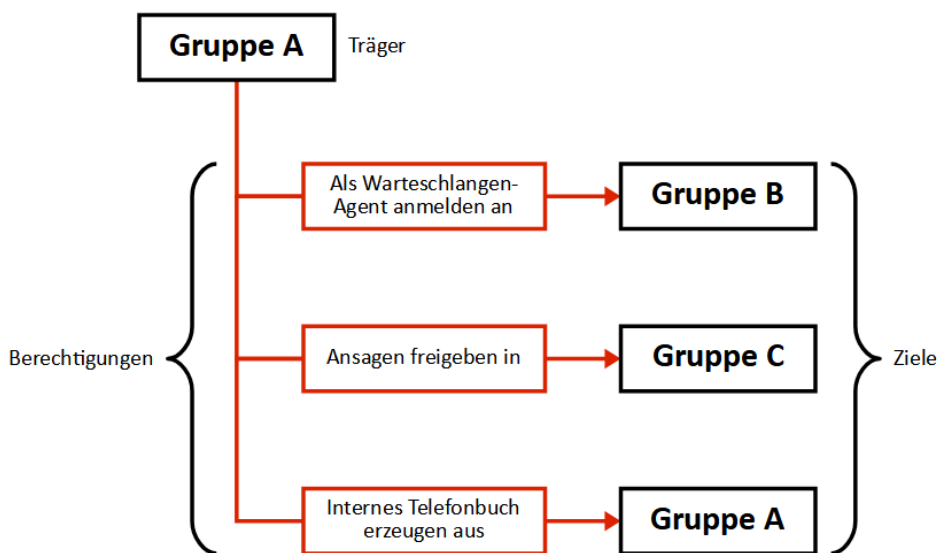 Gruppe A
Träger
Als Warteschlangen-
Agent anmelden an
Gruppe B
Berechtigungen
Ansagen freigeben in
Gruppe C
Ziele
Internes Telefonbuch
erzeugen aus
Gruppe A